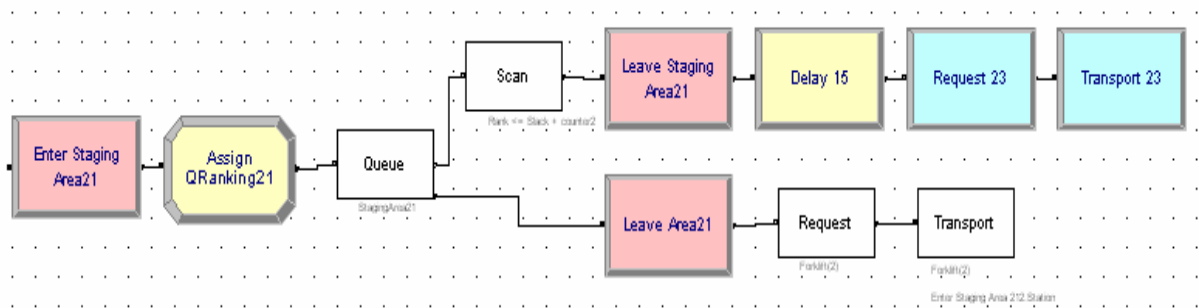 Scan
Rank <= Slack + counter2
Leave Staging
Area21
Delay 15
Request 23
Transport 23
Enter Staging
Area21
Assign
QRanking21
Queue
StagingArea21
Leave Area21
Request
Forklift(2)
Transport
Forklift(2)
Enter Staging Area 212.Station